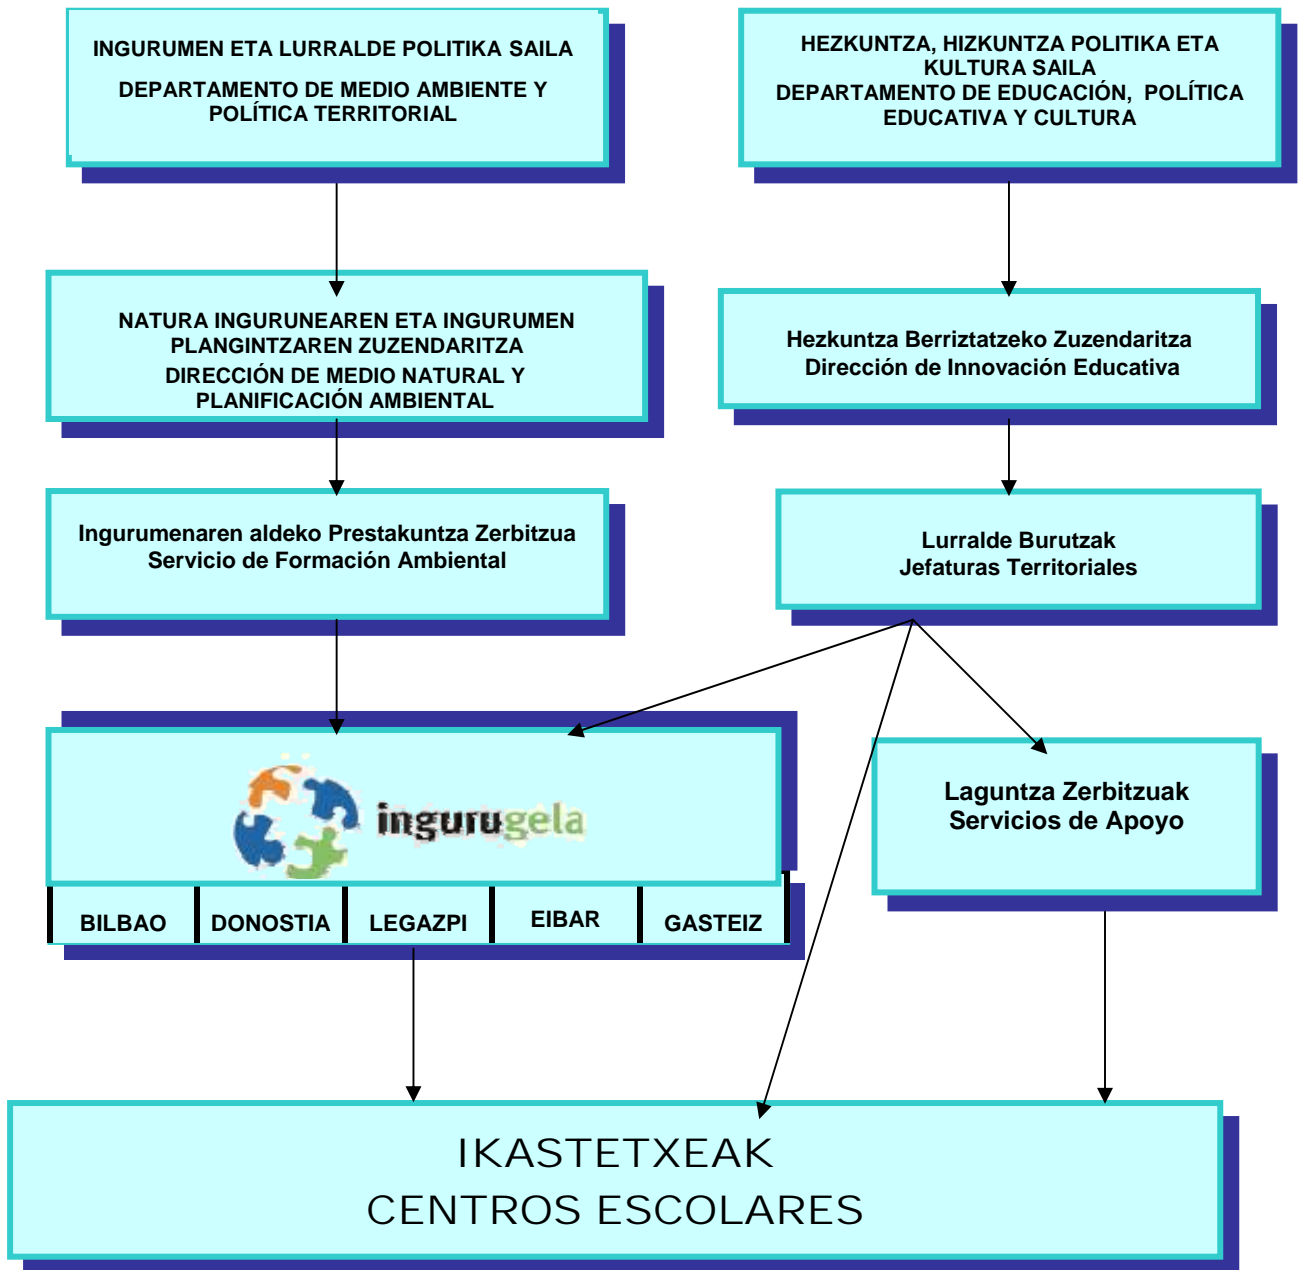 INGURUMEN ETA LURRALDE POLITIKA SAILA
DEPARTAMENTO DE MEDIO AMBIENTE Y
POLÍTICA TERRITORIAL
HEZKUNTZA, HIZKUNTZA POLITIKA ETA
KULTURA SAILA
DEPARTAMENTO DE EDUCACIÓN, POLÍTICA
EDUCATIVA Y CULTURA
NATURA INGURUNEAREN ETA INGURUMEN
PLANGINTZAREN ZUZENDARITZA
DIRECCIÓN DE MEDIO NATURAL Y
PLANIFICACIÓN AMBIENTAL
Hezkuntza Berriztatzeko Zuzendaritza
Dirección de Innovación Educativa
Ingurumenaren aldeko Prestakuntza Zerbitzua
Servicio de Formación Ambiental
Lurralde Burutzak
Jefaturas Territoriales
ingurugela
Laguntza Zerbitzuak
Servicios de Apoyo
BILBAO
DONOSTIA
LEGAZPI
EIBAR
GASTEIZ
IKASTETXEAK
CENTROS ESCOLARES